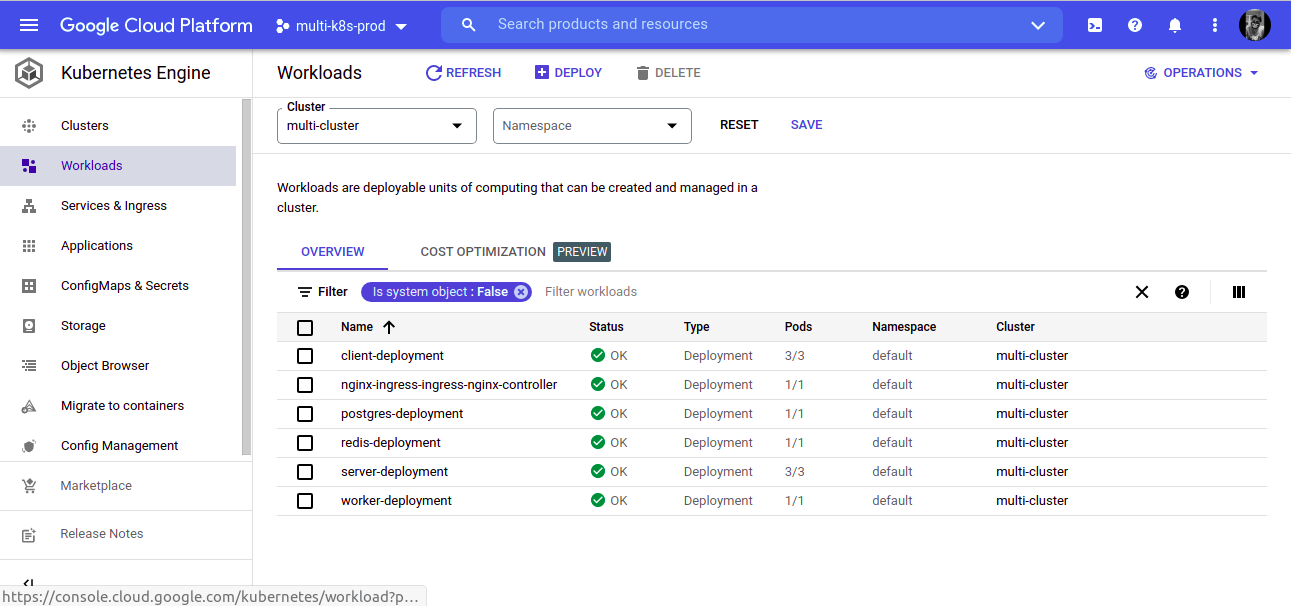 Google Cloud Platform multi-k8s-prod Search products and resources
Kubernetes Engine
Workloads REFRESH DEPLOY DELETE OPERATIONS
Clusters
Workloads
Services & Ingress
Applications
ConfigMaps & Secrets
Storage
Object Browser
Migrate to containers
Config Management
Marketplace
Release Notes
Cluster
multi-cluster Namespace RESET SAVE
Workloads are deployable units of computing that can be created and managed in a
cluster.
OVERVIEW COST OPTIMIZATION PREVIEW
Filter Is system object : False Filter workloads
Name Status Type Pods Namespace Cluster
client-deployment OK Deployment 3/3 default multi-cluster
nginx-ingress-ingress-nginx-controller OK Deployment 1/1 default multi-cluster
postgres-deployment OK Deployment 1/1 default multi-cluster
redis-deployment OK Deployment 1/1 default multi-cluster
server-deployment OK Deployment 3/3 default multi-cluster
worker-deployment OK Deployment 1/1 default multi-cluster
https://console.cloud.google.com/kubernetes/workload?p...